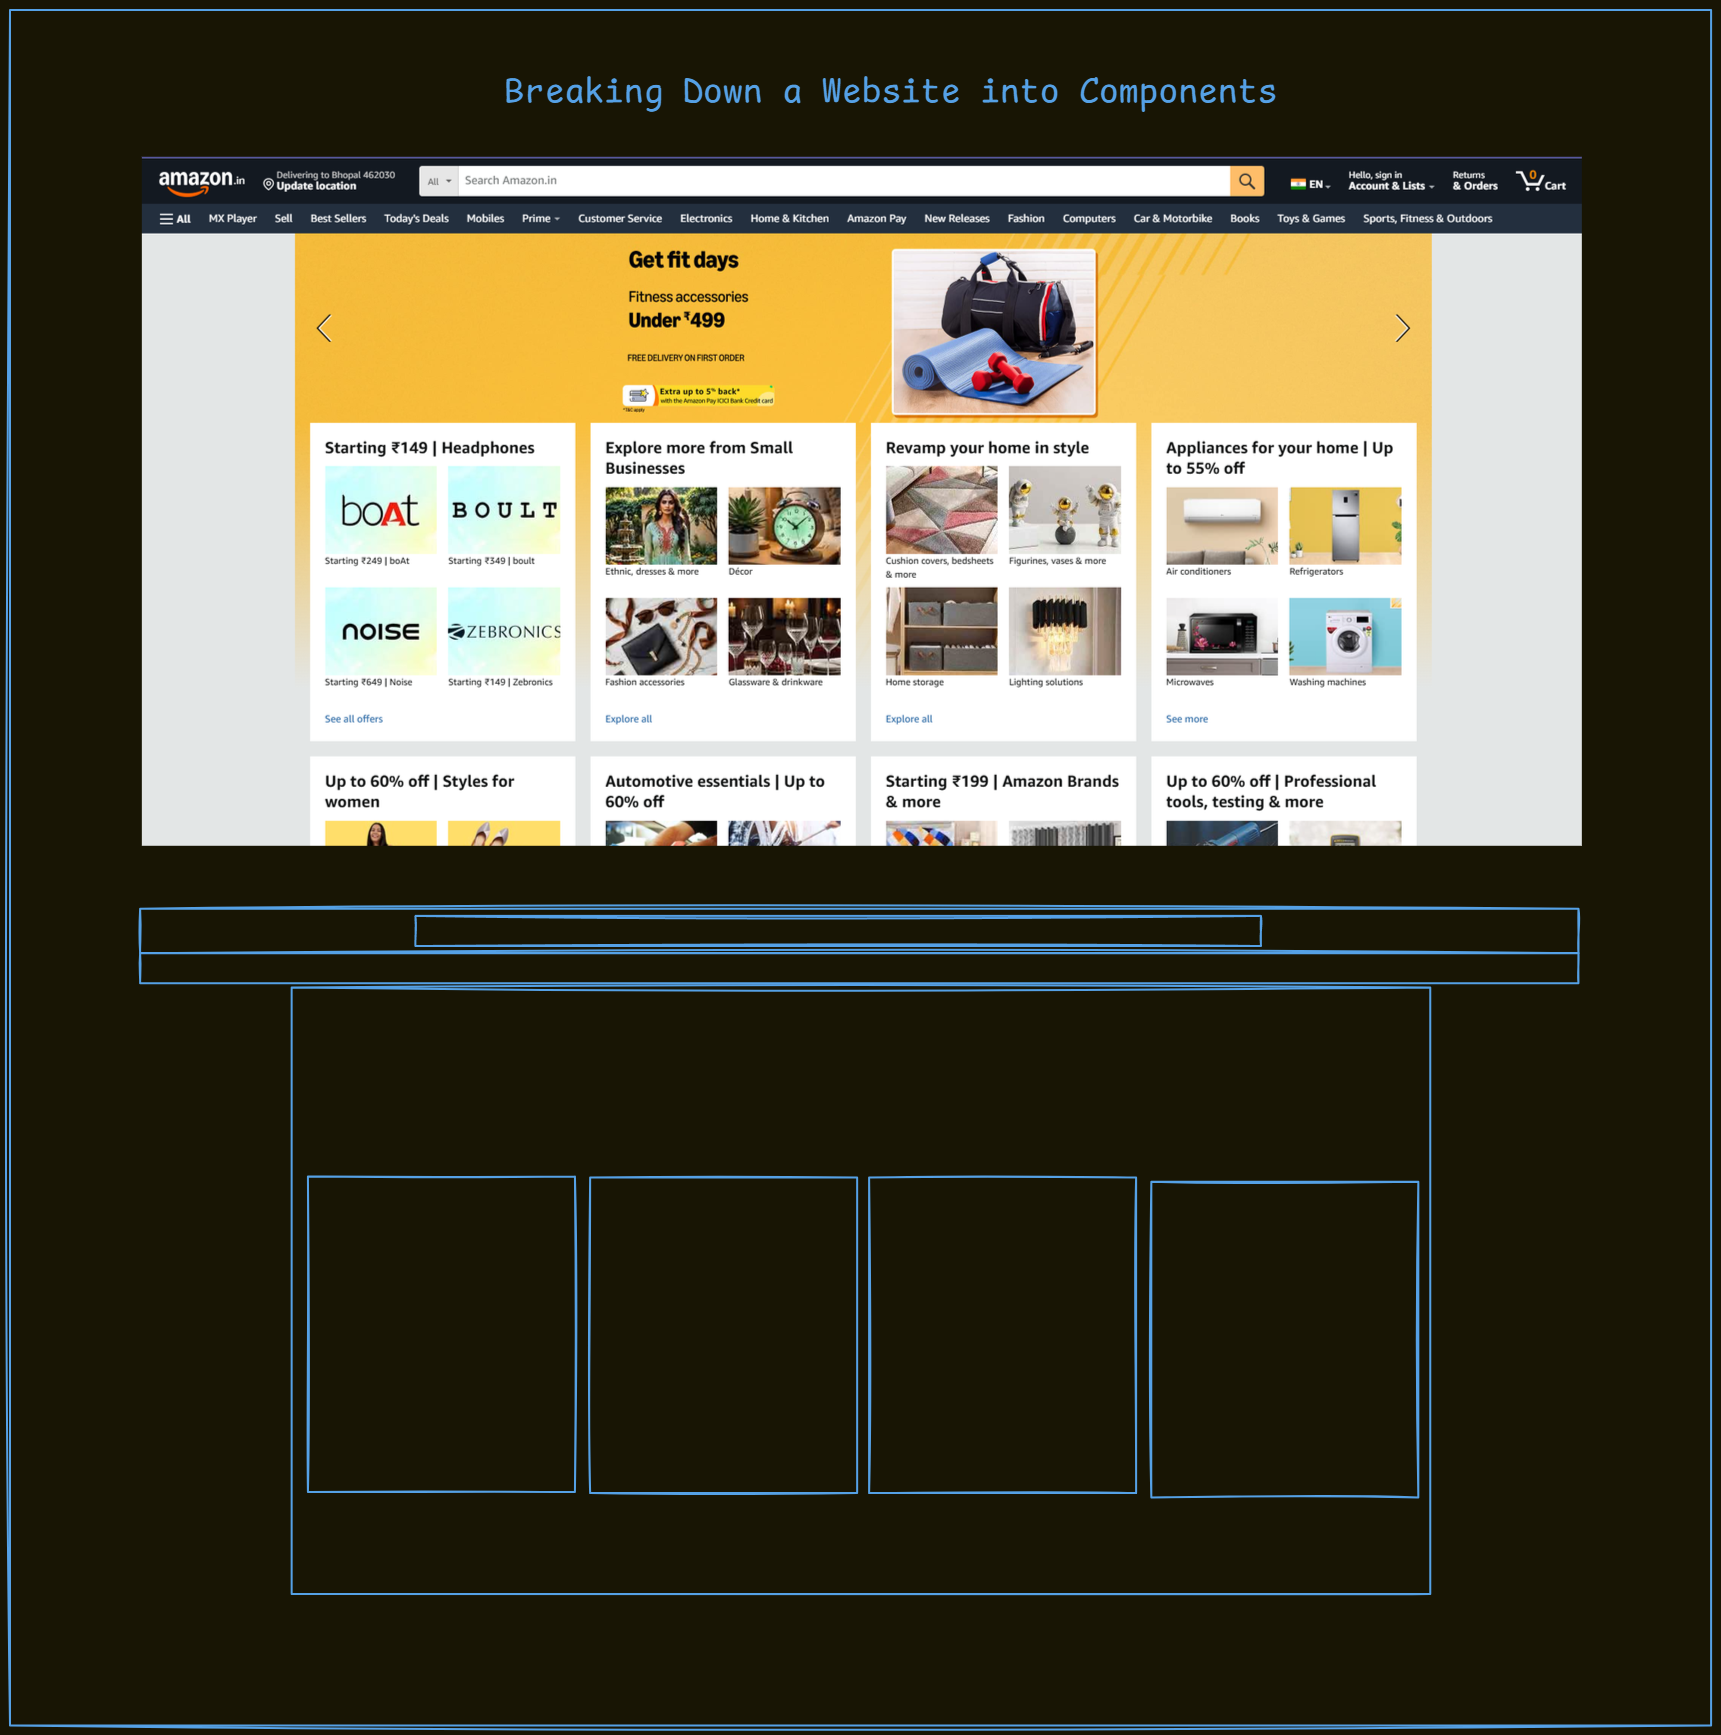 Breaking Down a Website into Components
amazon.in
Delivering to Bhopal 462030
Update location
All
Search Amazon.in
EN
Hello, sign in
Account & Lists
Returns
& Orders
0
Cart
All MX Player Sell Best Sellers Today's Deals Mobiles Prime Customer Service Electronics Home & Kitchen Amazon Pay New Releases Fashion Computers Car & Motorbike Books Toys & Games Sports, Fitness & Outdoors
Get fit days
Fitness accessories
Under ₹499
FREE DELIVERY ON FIRST ORDER
Extra up to 5% back*
with the Amazon Pay ICICI Bank Credit card
*T&C apply
Starting ₹149 | Headphones
boAt
BOULT
Starting ₹249 | boAt
Starting ₹349 | boult
noise
ZEBRONICS
Starting ₹649 | Noise
Starting ₹149 | Zebronics
See all offers
Explore more from Small
Businesses
Ethnic, dresses & more
Décor
Fashion accessories
Glassware & drinkware
Explore all
Revamp your home in style
Cushion covers, bedsheets
& more
Figurines, vases & more
Home storage
Lighting solutions
Explore all
Appliances for your home | Up
to 55% off
Air conditioners
Refrigerators
Microwaves
Washing machines
See more
Up to 60% off | Styles for
women
Automotive essentials | Up to
60% off
Starting ₹199 | Amazon Brands
& more
Up to 60% off | Professional
tools, testing & more